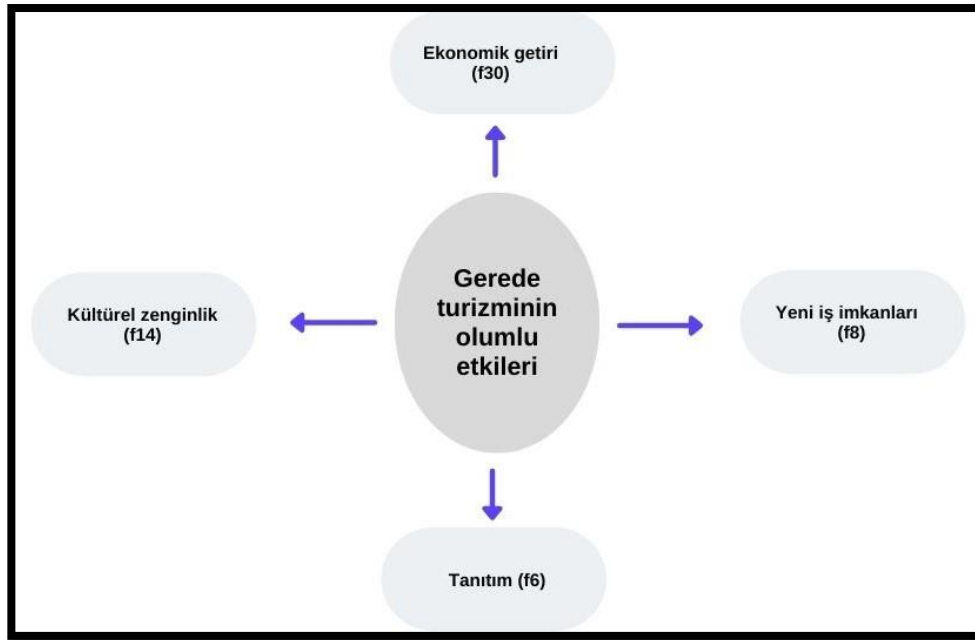 Ekonomik getiri
(f30)
Kültürel zenginlik
(f14)
Gerede
turizminin
olumlu
etkileri
Yeni iş imkanları
(f8)
Tanıtım (f6)